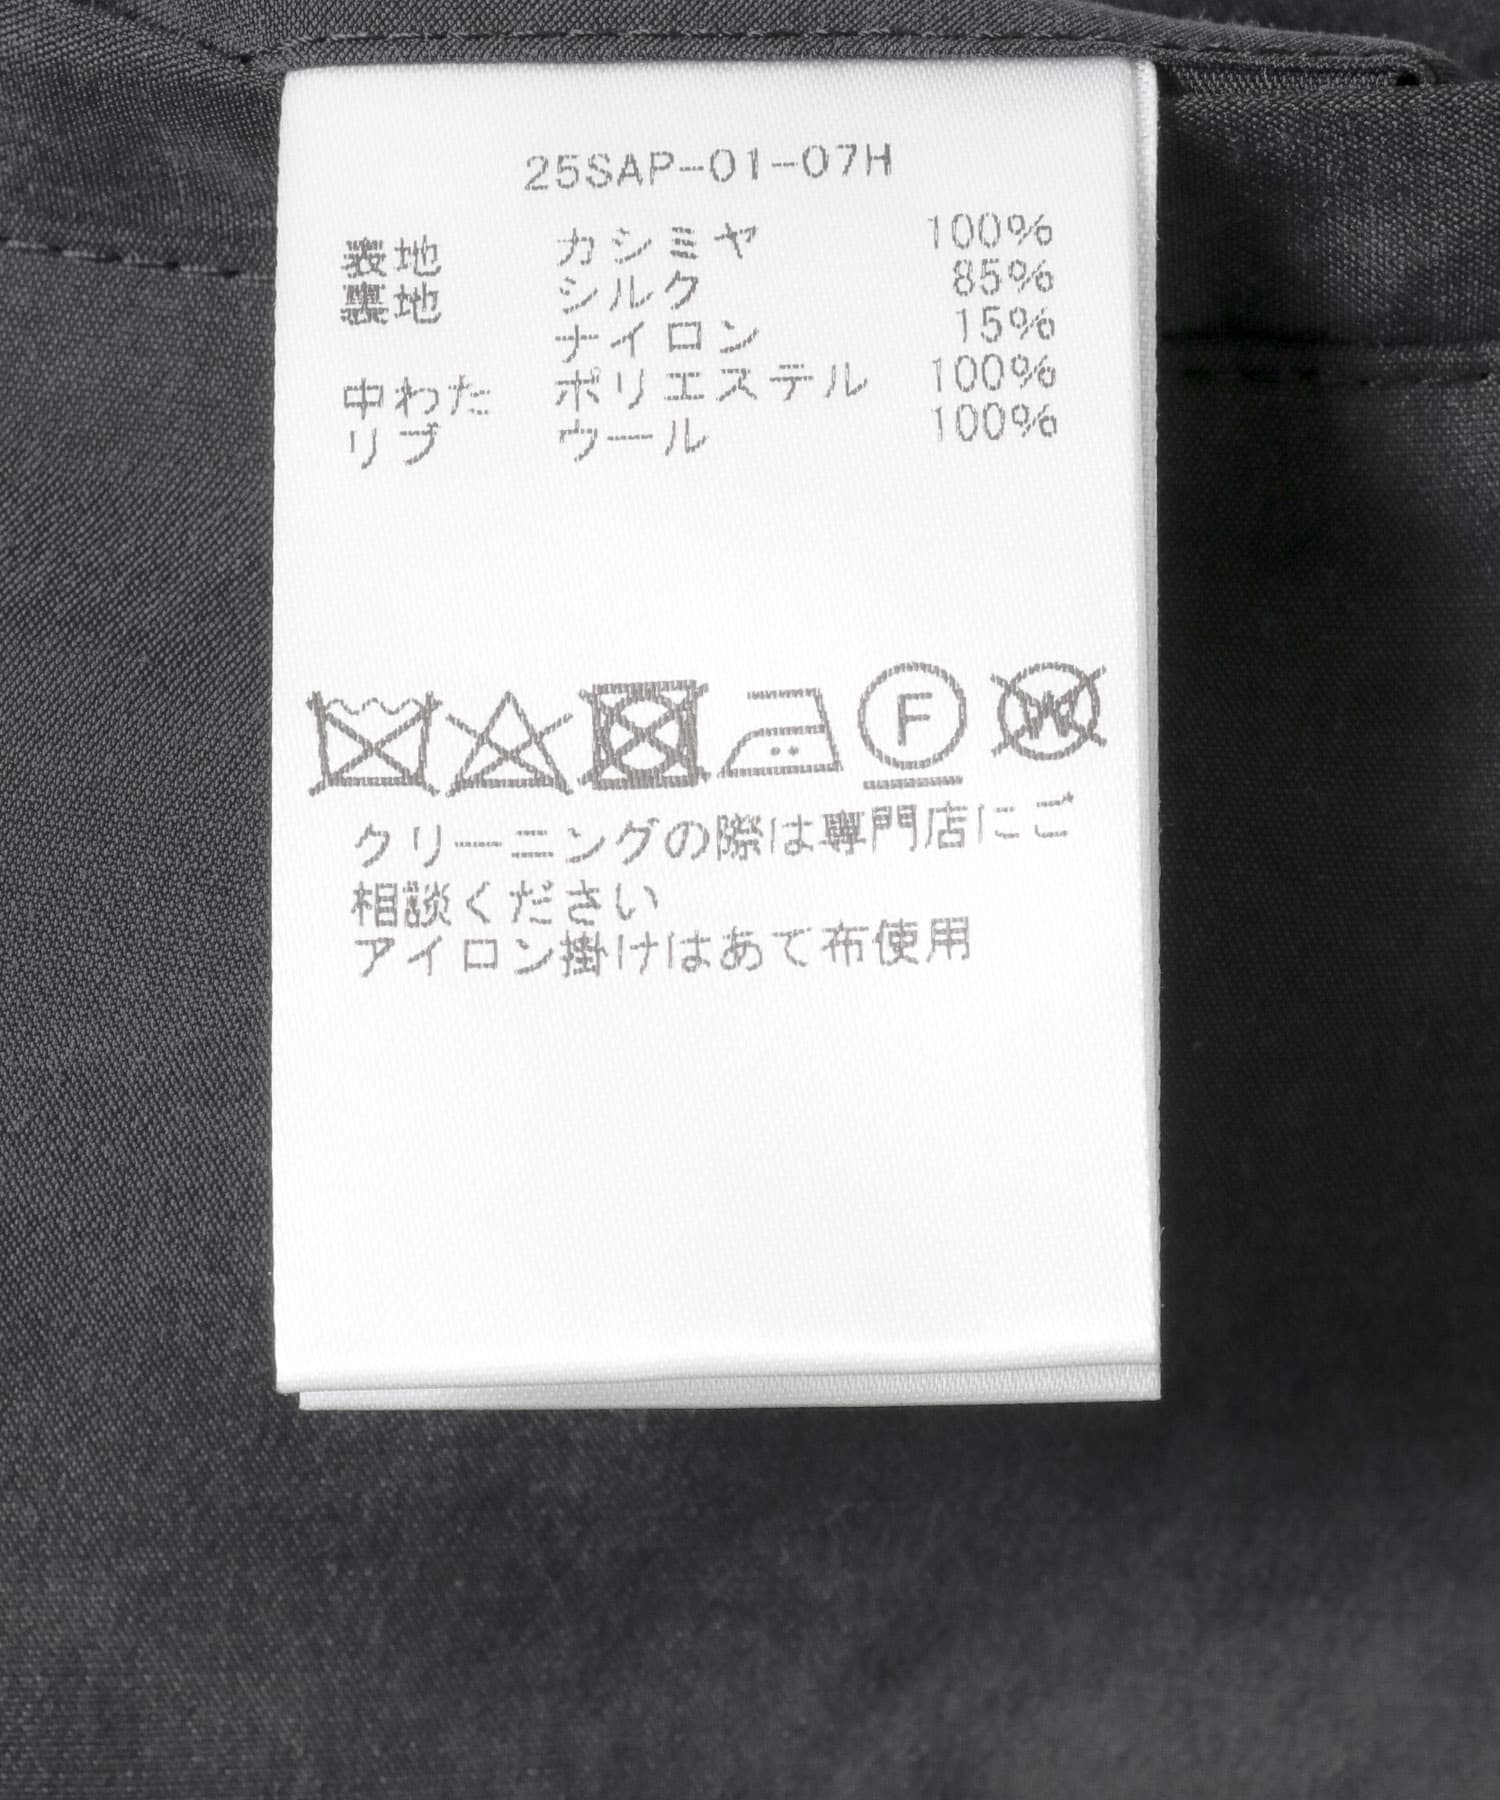 25SAP-01-07H
表地 カシミヤ 100%
裏地 シルク 85%
ナイロン 15%
中わた ポリエステル 100%
リブ ウール 100%
F W
クリーニングの際は専門店にご
相談ください
アイロン掛けはあて布使用